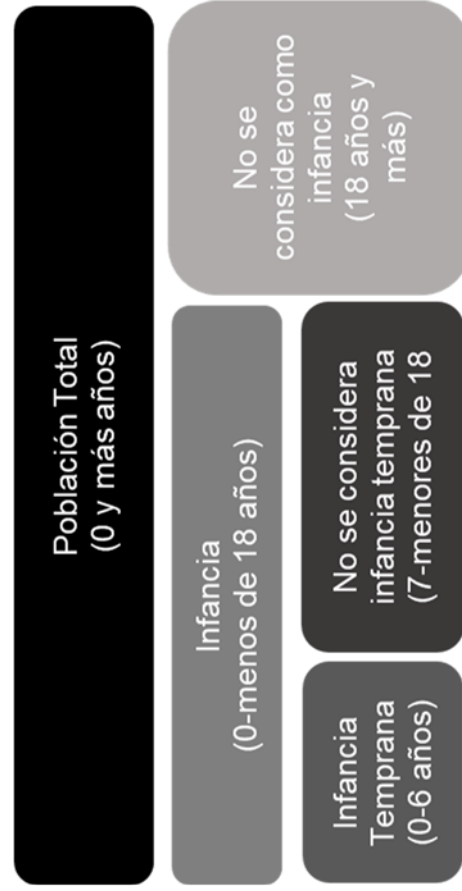 Población Total
(0 y más años)
Infancia
(0-menos de 18 años)
No se
considera como
infancia
(18 años y
más)
Infancia
Temprana
(0-6 años)
No se considera
infancia temprana
(7-menores de 18